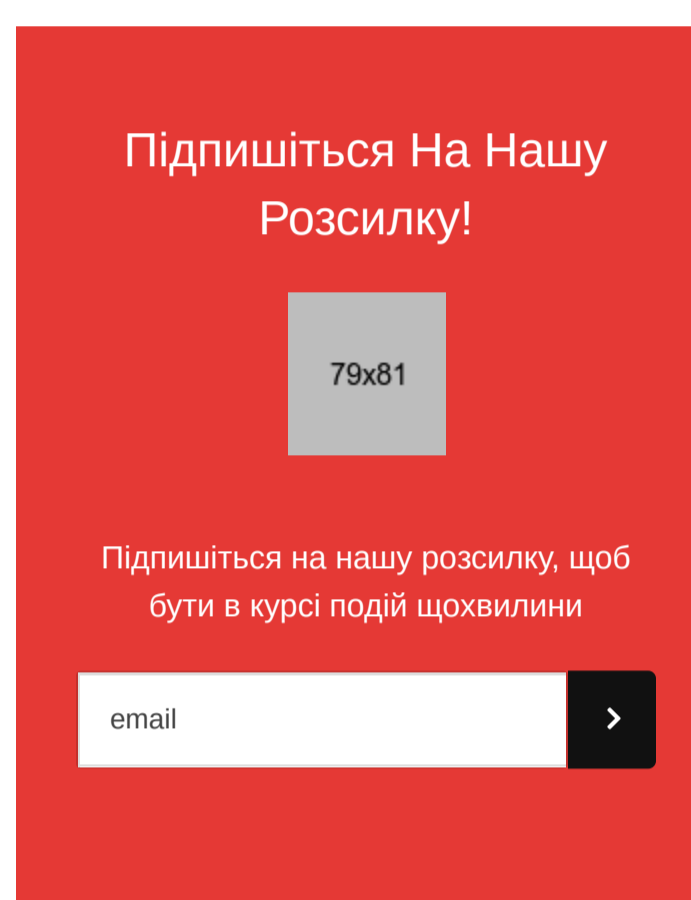 Підпишіться На Нашу
Розсилку!
79x81
Підпишіться на нашу розсилку, щоб
бути в курсі подій щохвилини
email